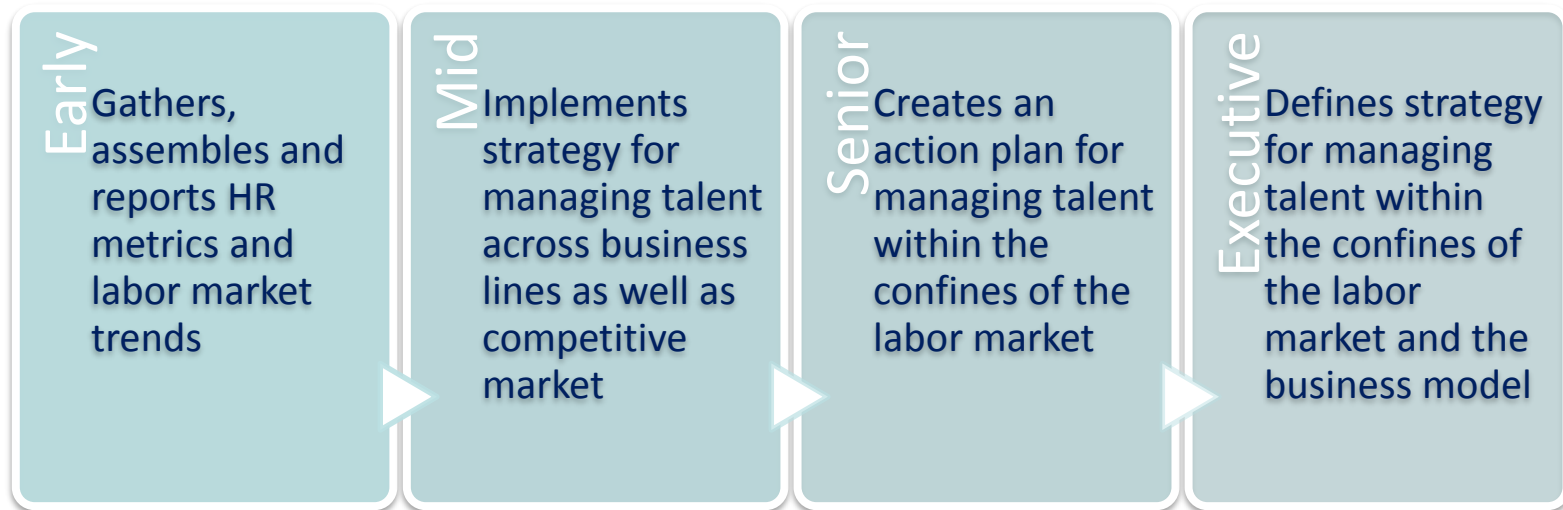 Early
Gathers,
assembles and
reports HR
metrics and
labor market
trends
Mid
Implements
strategy for
managing talent
across business
lines as well as
competitive
market
Senior
Creates an
action plan for
managing talent
within the
confines of the
labor market
Executive
Defines strategy
for managing
talent within
the confines of
the labor
market and the
business model